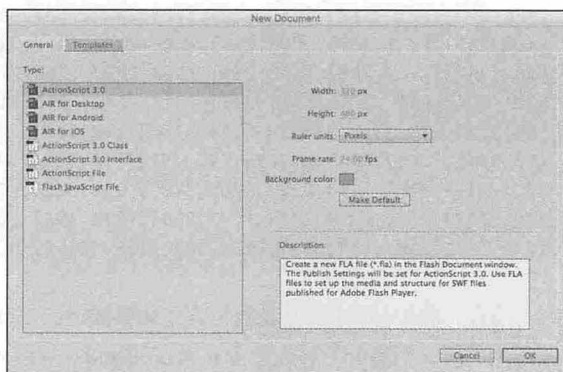 New Document
General Templates
Type:
ActionScript 3.0
AIR for Desktop
AIR for Android
AIR for iOS
ActionScript 3.0 Class
ActionScript 3.0 Interface
ActionScript File
Flash JavaScript File
Width: px
Height: px
Ruler units: Pixels
Frame rate: 24.00 fps
Background color:
Make Default
Description:
Create a new FLA file (*.fla) in the Flash Document window.
The Publish Settings will be set for ActionScript 3.0. Use FLA
files to set up the media and structure for SWF files
published for Adobe Flash Player.
Cancel OK